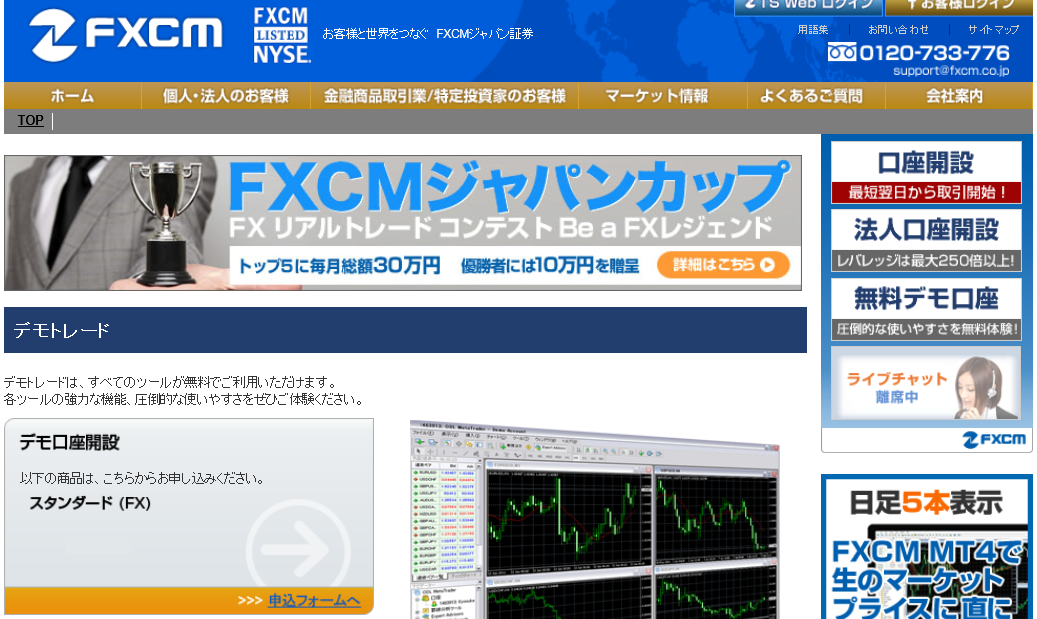 TS Web ログイン
お客様ログイン
FXCM
FXCM
LISTED
NYSE.
お客様と世界をつなぐ FXCMジャパン証券
用語集
お問い合わせ
サイトマップ
0120-733-776
support@fxcm.co.jp
ホーム
個人・法人のお客様
金融商品取引業/特定投資家のお客様
マーケット情報
よくあるご質問
会社案内
TOP
FXCMジャパンカップ
FX リアルトレード コンテスト Be a FXレジェンド
トップ5に毎月総額30万円 優勝者には10万円を贈呈
詳細はこちら
デモトレード
デモトレードは、すべてのツールが無料でご利用いただけます。
各ツールの強力な機能、圧倒的な使いやすさをぜひご体験ください。
デモ口座開設
以下の商品は、こちらからお申し込みください。
スタンダード (FX)
>>> 申込フォームへ
口座開設
最短翌日から取引開始!
法人口座開設
レバレッジは最大250倍以上!
無料デモ口座
圧倒的な使いやすさを無料体験!
ライブチャット
離席中
FXCM
日足5本表示
FXCM MT4で
生のマーケット
プライスに直に